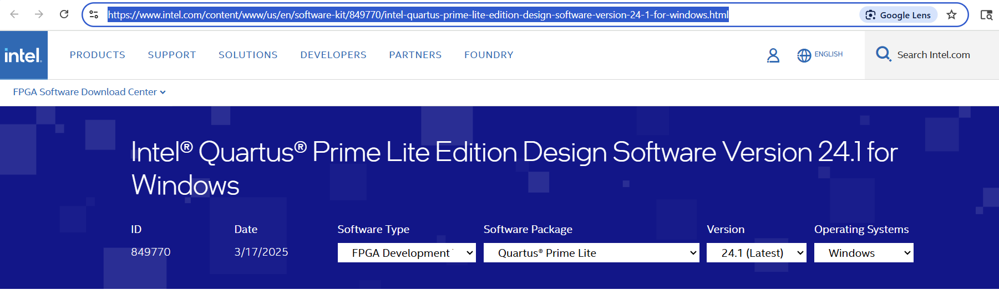 https://www.intel.com/content/www/us/en/software-kit/849770/intel-quartus-prime-lite-edition-design-software-version-24-1-for-windows.html
Google Lens
intel.
PRODUCTS
SUPPORT
SOLUTIONS
DEVELOPERS
PARTNERS
FOUNDRY
ENGLISH
Search Intel.com
FPGA Software Download Center
Intel® Quartus® Prime Lite Edition Design Software Version 24.1 for
Windows
ID
Date
Software Type
Software Package
Version
Operating Systems
849770
3/17/2025
FPGA Development
Quartus® Prime Lite
24.1 (Latest)
Windows